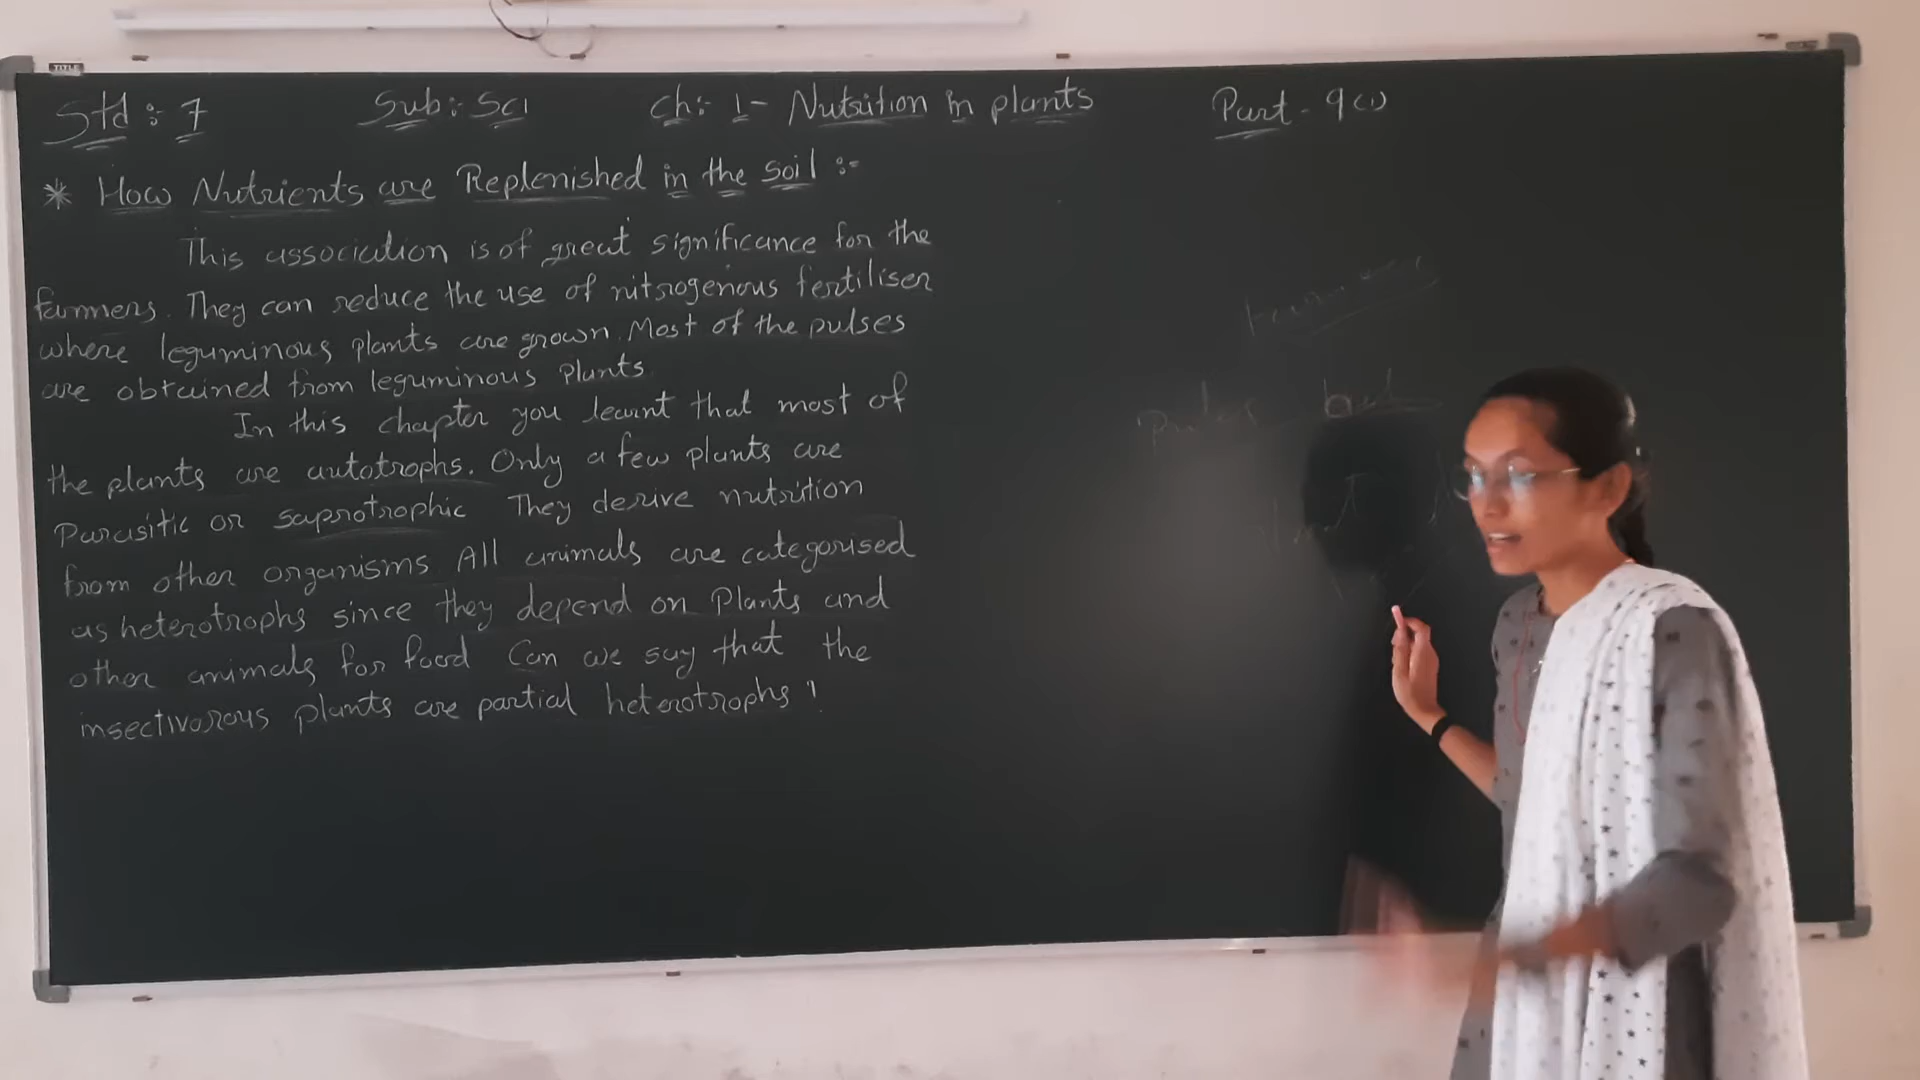 TITLE
Std : 7 Sub : Sci Ch :- 1 - Nutrition in plants Part - 9 (1)
* How Nutrients are Replenished in the soil :-
This association is of great significance for the
farmers. They can reduce the use of nitrogenous fertiliser
where leguminous plants are grown. Most of the pulses
are obtained from leguminous plants.
In this chapter you learnt that most of
the plants are autotrophs. Only a few plants are
Parasitic or saprotrophic They derive nutrition
from other organisms. All animals are categorised
as heterotrophs since they depend on Plants and
other animals for food Can we say that the
insectivorous plants are partial heterotrophs ?